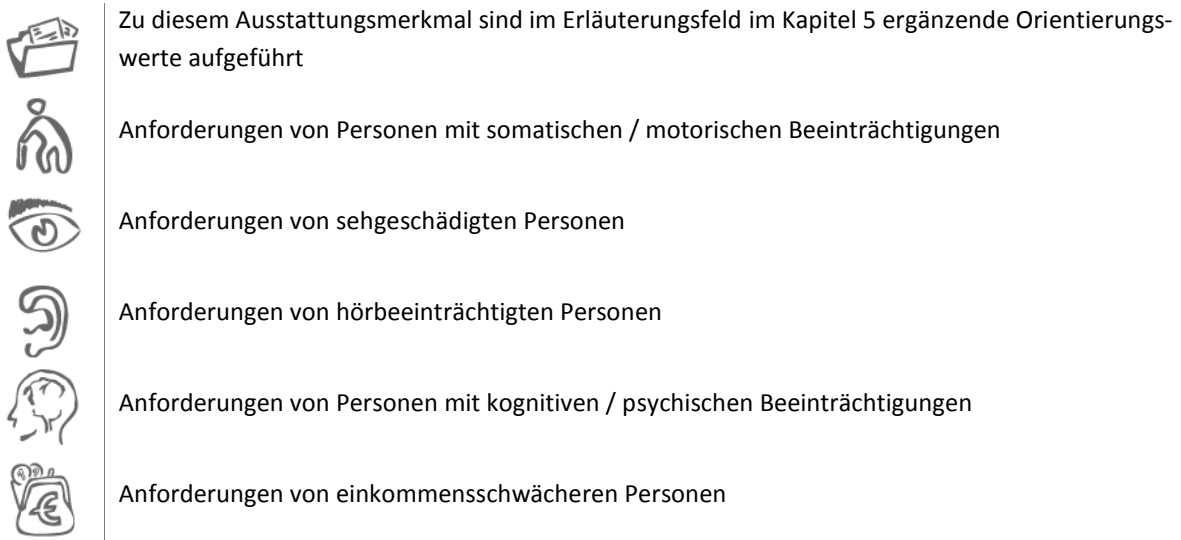 Zu diesem Ausstattungsmerkmal sind im Erläuterungsfeld im Kapitel 5 ergänzende Orientierungs-
werte aufgeführt
Anforderungen von Personen mit somatischen / motorischen Beeinträchtigungen
Anforderungen von sehgeschädigten Personen
Anforderungen von hörbeeinträchtigten Personen
Anforderungen von Personen mit kognitiven / psychischen Beeinträchtigungen
Anforderungen von einkommensschwächeren Personen